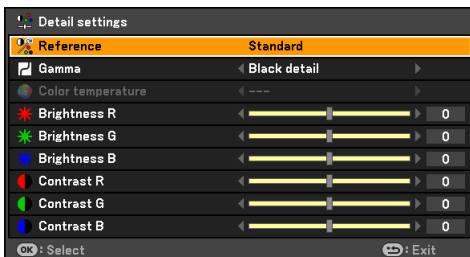 Detail settings
Reference Standard
Gamma Black detail
Color temperature ---
Brightness R 0
Brightness G 0
Brightness B 0
Contrast R 0
Contrast G 0
Contrast B 0
OK : Select : Exit